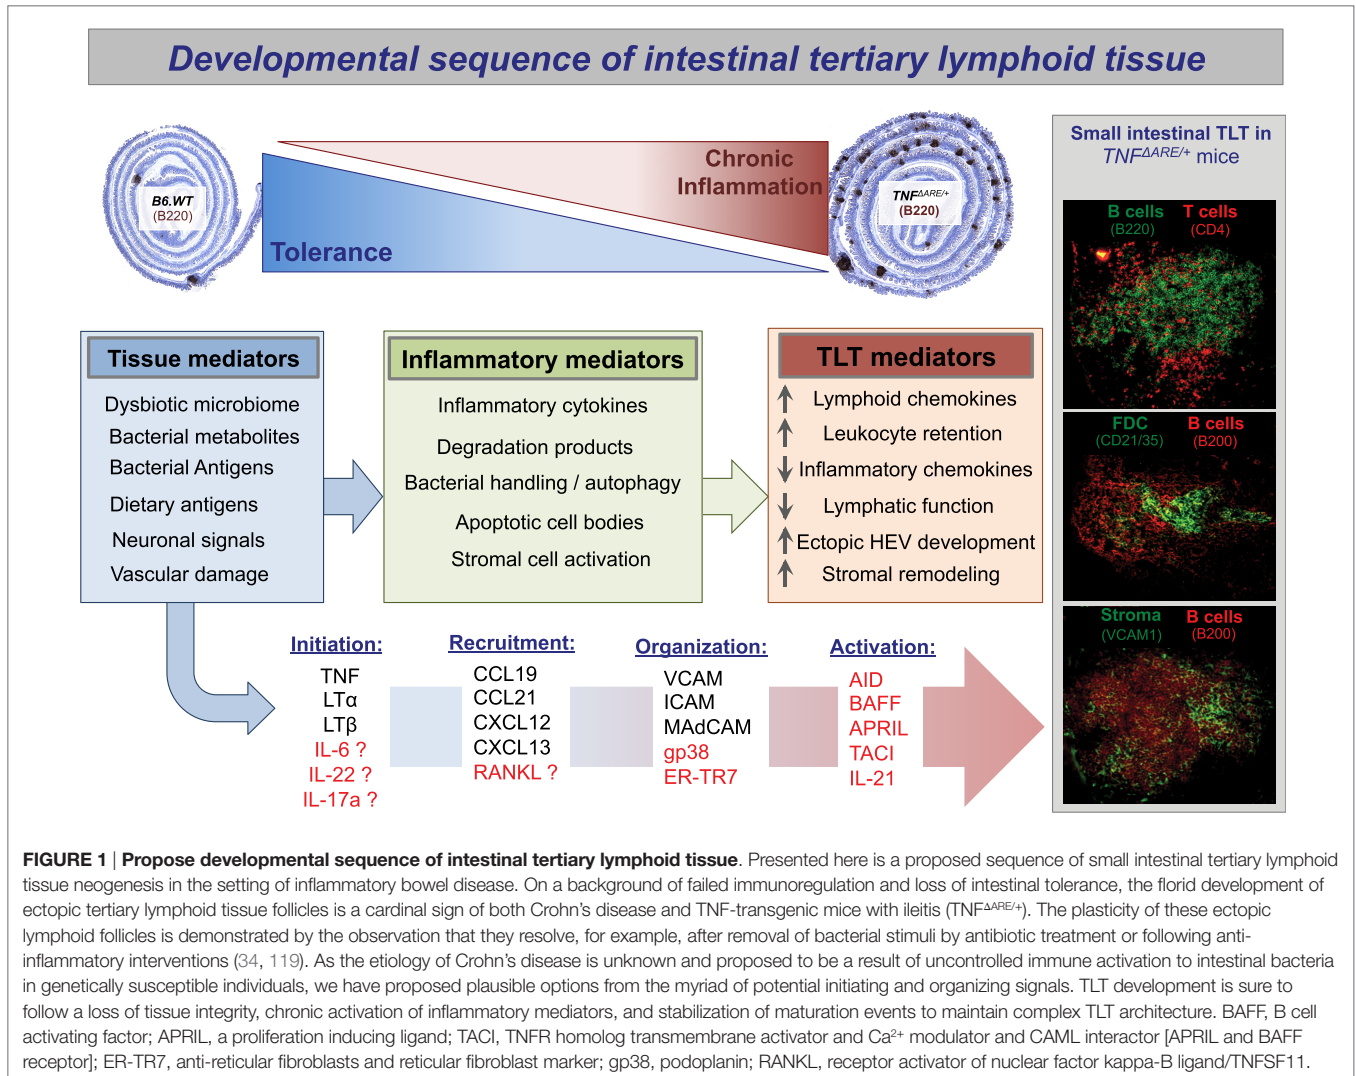 Developmental sequence of intestinal tertiary lymphoid tissue
B6.WT
(B220)
Tolerance
Chronic
Inflammation
TNFΔARE/+
(B220)
Tissue mediators
Dysbiotic microbiome
Bacterial metabolites
Bacterial Antigens
Dietary antigens
Neuronal signals
Vascular damage
Inflammatory mediators
Inflammatory cytokines
Degradation products
Bacterial handling / autophagy
Apoptotic cell bodies
Stromal cell activation
TLT mediators
Lymphoid chemokines
Leukocyte retention
Inflammatory chemokines
Lymphatic function
Ectopic HEV development
Stromal remodeling
Initiation:
TNF
LTα
LTβ
IL-6 ?
IL-22 ?
IL-17a ?
Recruitment:
CCL19
CCL21
CXCL12
CXCL13
RANKL ?
Organization:
VCAM
ICAM
MAdCAM
gp38
ER-TR7
Activation:
AID
BAFF
APRIL
TACI
IL-21
Small intestinal TLT in
TNFΔARE/+ mice
B cells T cells
(B220) (CD4)
FDC B cells
(CD21/35) (B200)
Stroma B cells
(VCAM1) (B200)
FIGURE 1 | Propose developmental sequence of intestinal tertiary lymphoid tissue. Presented here is a proposed sequence of small intestinal tertiary lymphoid
tissue neogenesis in the setting of inflammatory bowel disease. On a background of failed immunoregulation and loss of intestinal tolerance, the florid development of
ectopic tertiary lymphoid tissue follicles is a cardinal sign of both Crohn's disease and TNF-transgenic mice with ileitis (TNFΔARE/+). The plasticity of these ectopic
lymphoid follicles is demonstrated by the observation that they resolve, for example, after removal of bacterial stimuli by antibiotic treatment or following anti-
inflammatory interventions (34, 119). As the etiology of Crohn's disease is unknown and proposed to be a result of uncontrolled immune activation to intestinal bacteria
in genetically susceptible individuals, we have proposed plausible options from the myriad of potential initiating and organizing signals. TLT development is sure to
follow a loss of tissue integrity, chronic activation of inflammatory mediators, and stabilization of maturation events to maintain complex TLT architecture. BAFF, B cell
activating factor; APRIL, a proliferation inducing ligand; TACI, TNFR homolog transmembrane activator and Ca2+ modulator and CAML interactor [APRIL and BAFF
receptor]; ER-TR7, anti-reticular fibroblasts and reticular fibroblast marker; gp38, podoplanin; RANKL, receptor activator of nuclear factor kappa-B ligand/TNFSF11.